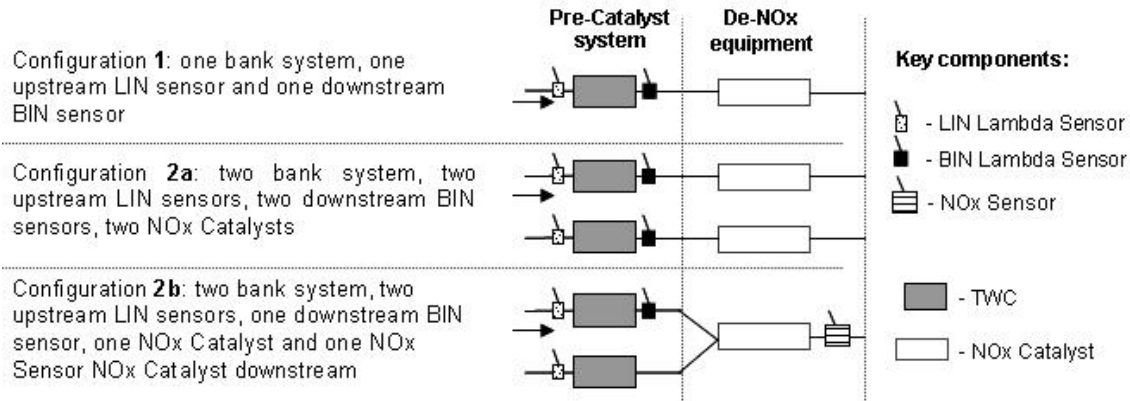 Pre-Catalyst
system
De-NOx
equipment
Key components:
Configuration 1: one bank system, one
upstream LIN sensor and one downstream
BIN sensor
- LIN Lambda Sensor
- BIN Lambda Sensor
- NOx Sensor
Configuration 2a: two bank system, two
upstream LIN sensors, two downstream BIN
sensors, two NOx Catalysts
Configuration 2b: two bank system, two
upstream LIN sensors, one downstream BIN
sensor, one NOx Catalyst and one NOx
Sensor NOx Catalyst downstream
- TWC
- NOx Catalyst